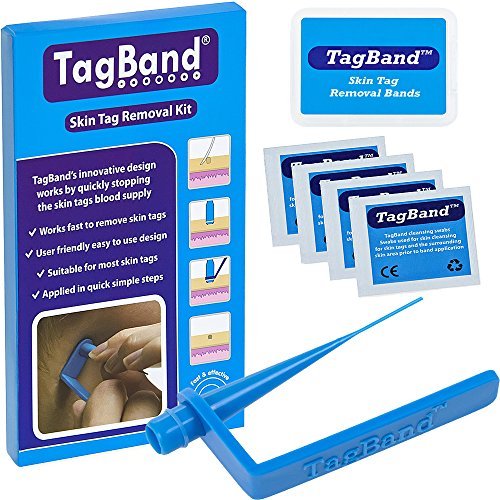 TagBand®
Skin Tag Removal Kit
TagBand's innovative design
works by quickly stopping
the skin tags blood supply
✓ Works fast to remove skin tags
✓ User friendly easy to use design
✓ Suitable for most skin tags
✓ Applied in quick simple steps
Fast & effective
TagBand™
Skin Tag
Removal Bands
TagBand™
TagBand cleansing swabs
Swabs used for skin cleansing
for skin tags and the surrounding
skin area prior to band application
CE
TagBand™